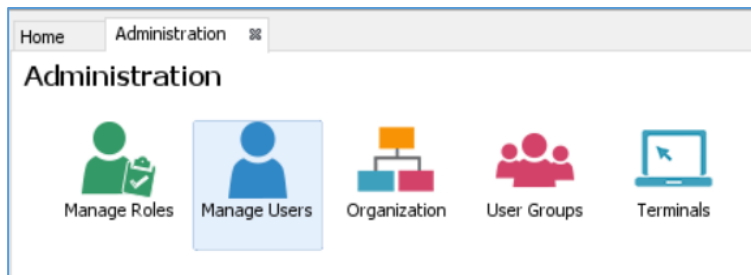 Home
Administration
Administration
Manage Roles
Manage Users
Organization
User Groups
Terminals